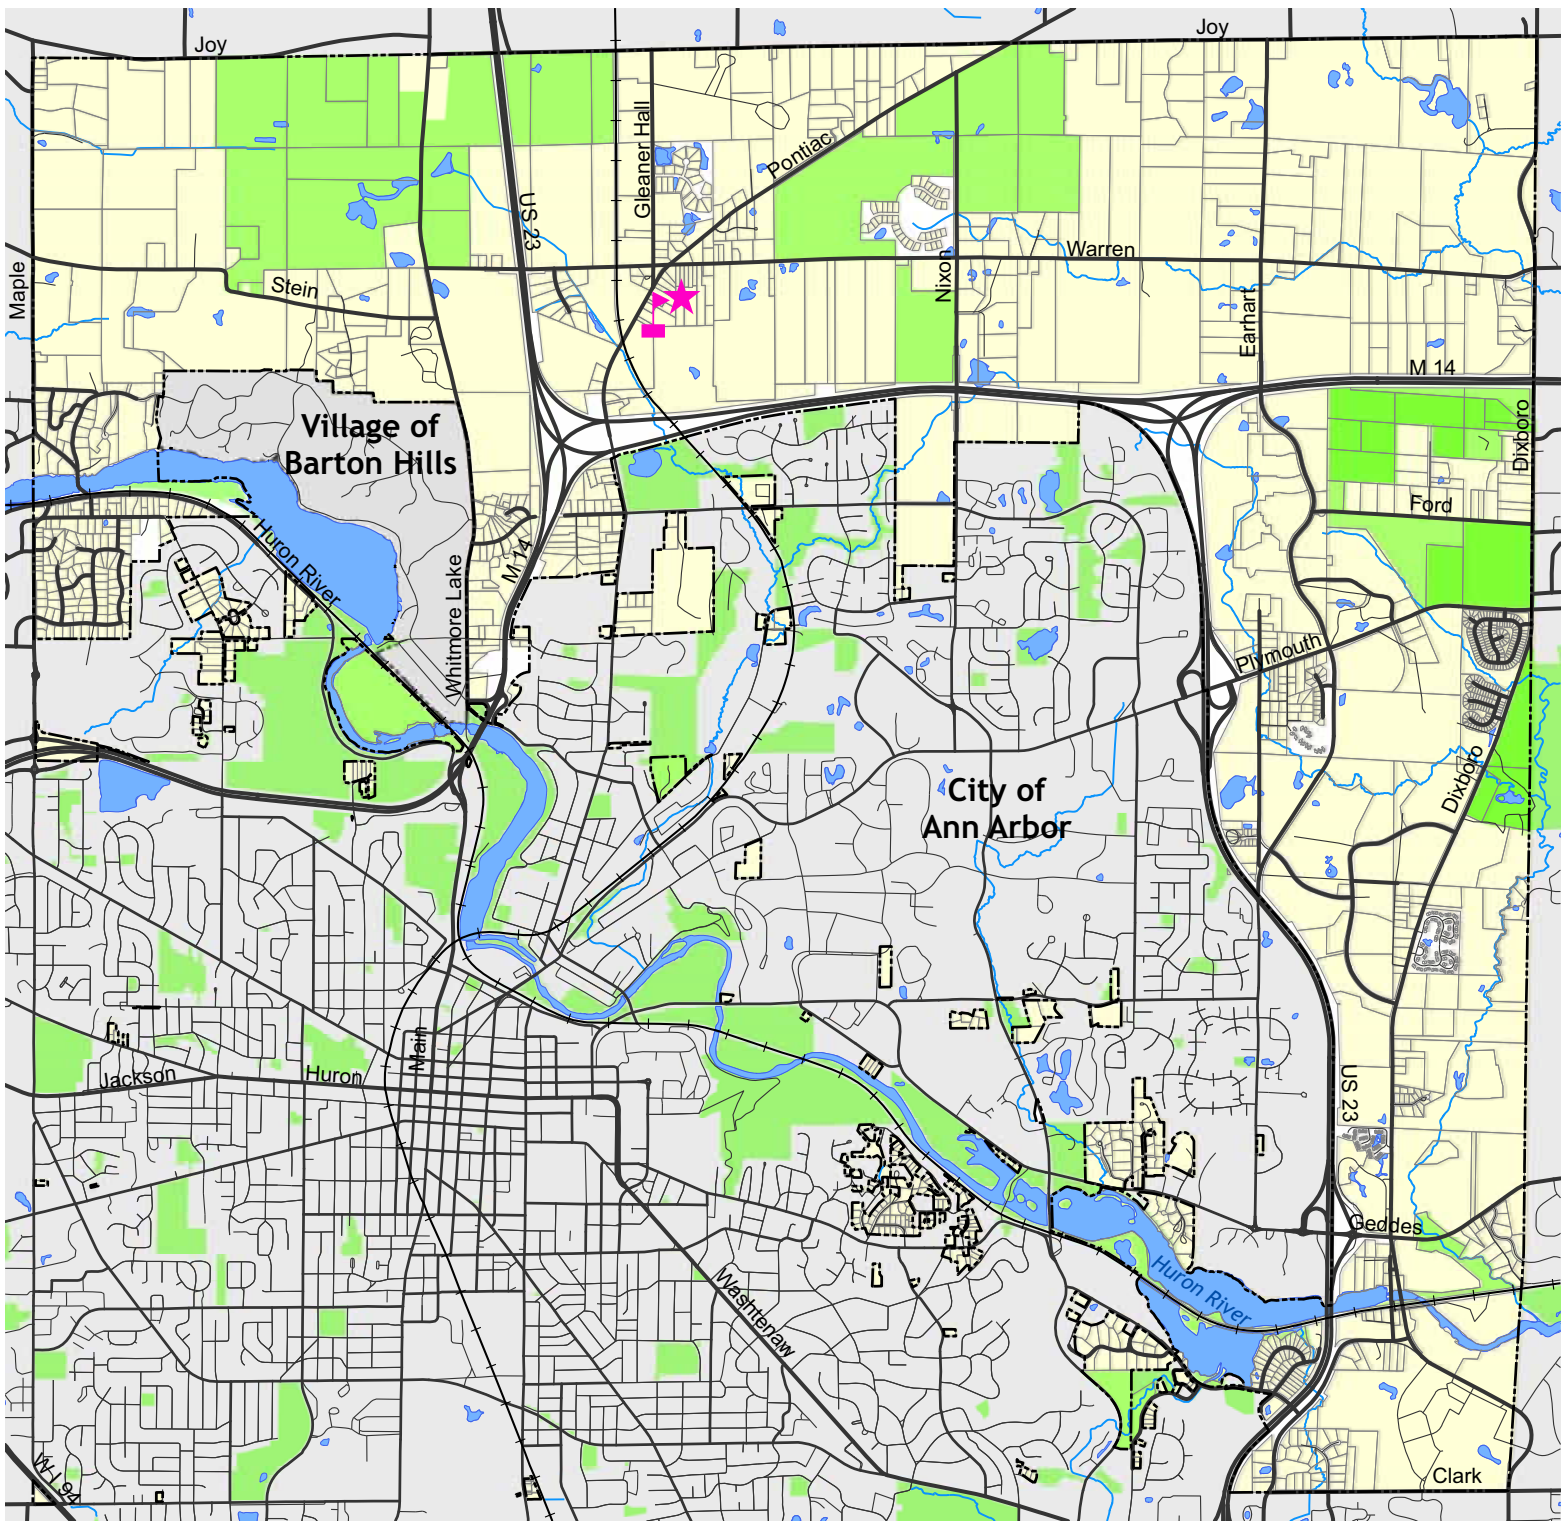 Joy
Joy
Gleaner Hall
Pontiac
US 23
Warren
Nixon
Maple
Stein
Earhart
M 14
Village of
Barton Hills
Dixboro
Ford
Huron River
M 14
Whitmore Lake
Plymouth
Dixboro
City of
Ann Arbor
Main
Jackson
Huron
US 23
Geddes
Huron River
Washtenaw
W I 94
Clark